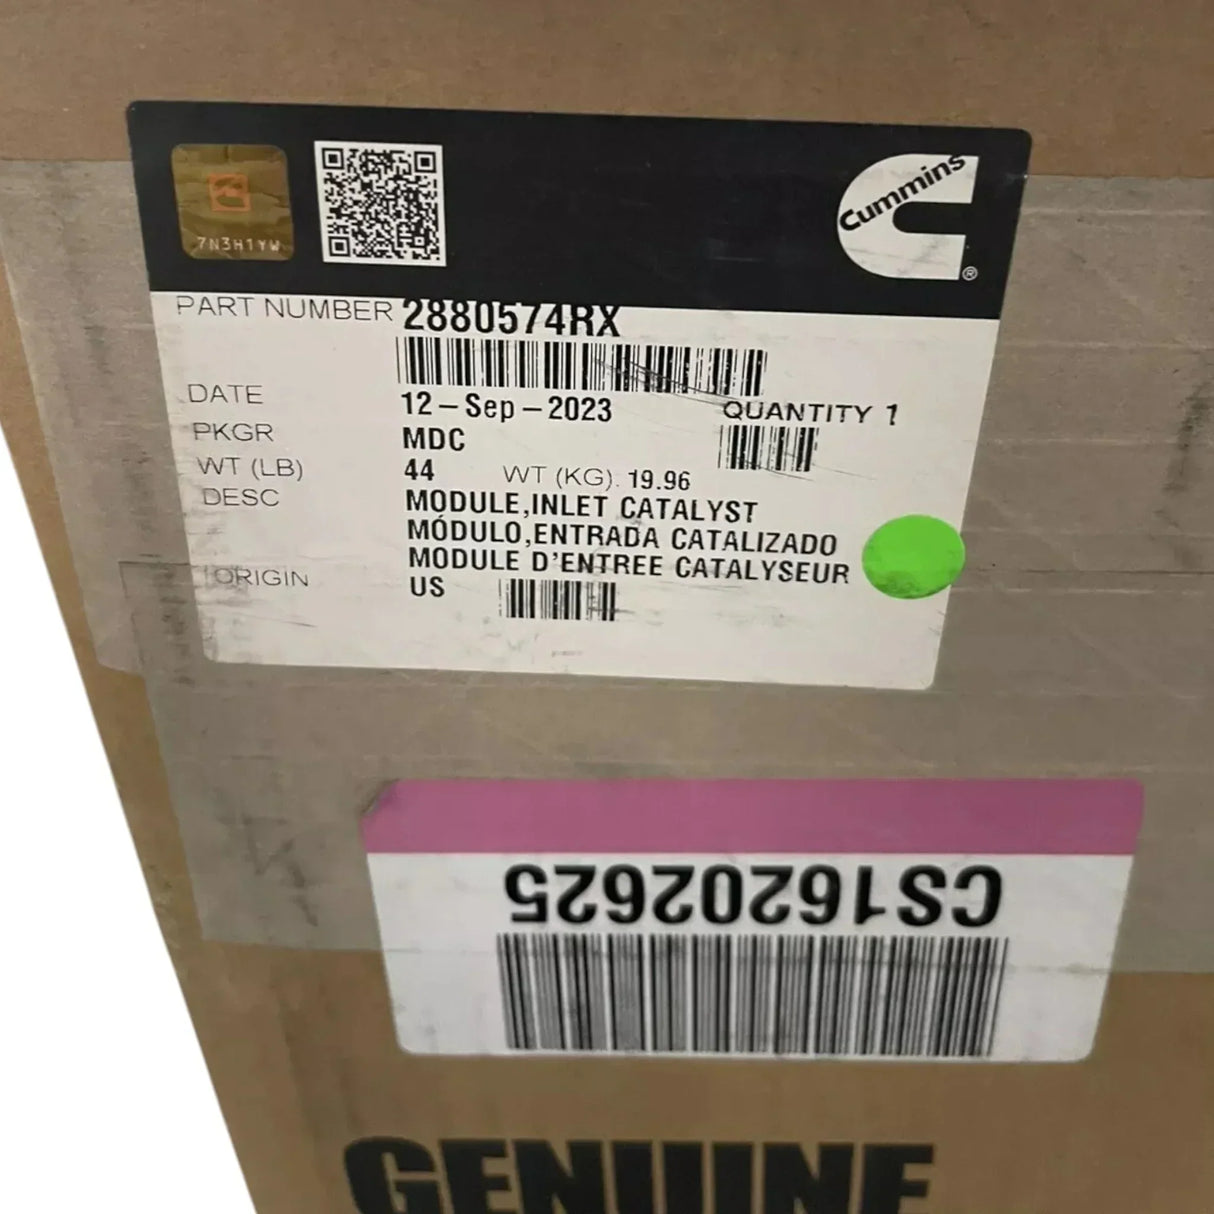 7N3H1YW
Cummins
®
PART NUMBER 2880574RX
DATE 12-Sep-2023 QUANTITY 1
PKGR MDC
WT (LB) 44 WT (KG). 19.96
DESC MODULE,INLET CATALYST
MÓDULO,ENTRADA CATALIZADO
MODULE D'ENTREE CATALYSEUR
ORIGIN US
CS16202625
GENUINE